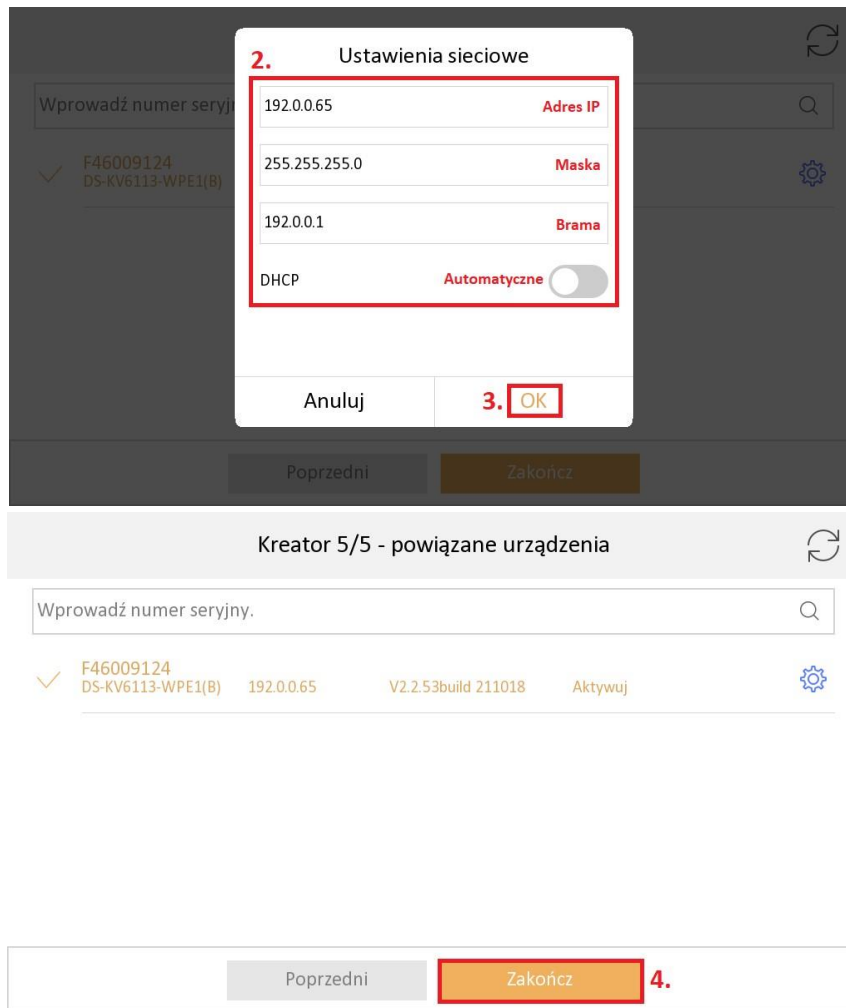 2. Ustawienia sieciowe
Wprowadź numer seryj
192.0.0.65 Adres IP
F46009124
DS-KV6113-WPE1(B)
255.255.255.0 Maska
192.0.0.1 Brama
DHCP Automatyczne
Anuluj 3. OK
Poprzedni Zakończ
Kreator 5/5 - powiązane urządzenia
Wprowadź numer seryjny.
F46009124
DS-KV6113-WPE1(B) 192.0.0.65 V2.2.53build 211018 Aktywuj
Poprzedni Zakończ 4.